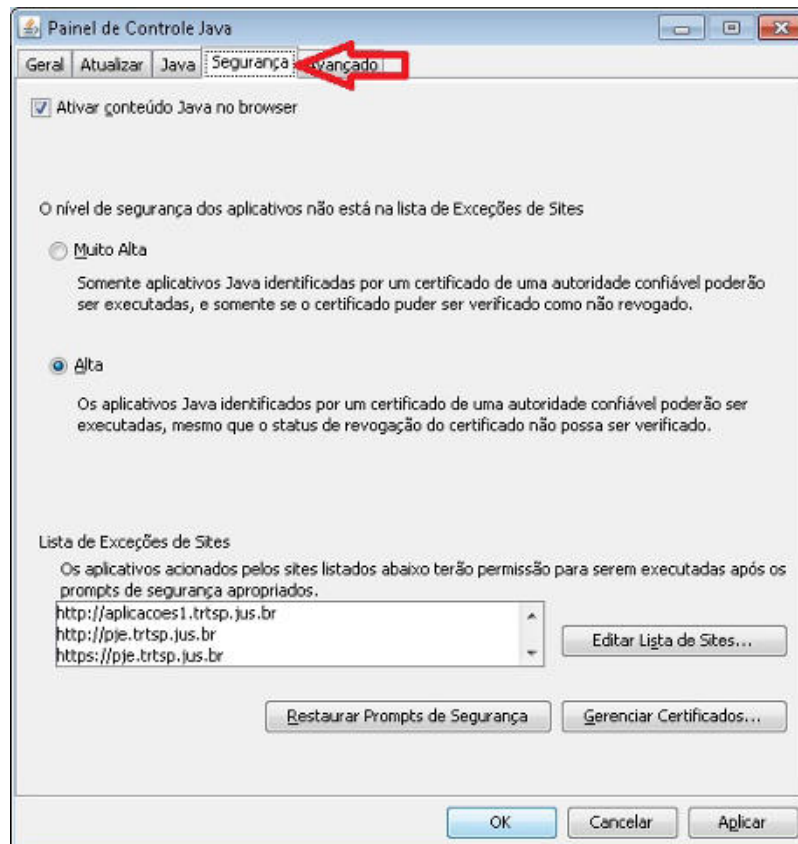 Painel de Controle Java
Geral Atualizar Java Segurança Avançado
Ativar conteúdo Java no browser
O nível de segurança dos aplicativos não está na lista de Exceções de Sites
Muito Alta
Somente aplicativos Java identificadas por um certificado de uma autoridade confiável poderão
ser executadas, e somente se o certificado puder ser verificado como não revogado.
Alta
Os aplicativos Java identificados por um certificado de uma autoridade confiável poderão ser
executadas, mesmo que o status de revogação do certificado não possa ser verificado.
Lista de Exceções de Sites
Os aplicativos acionados pelos sites listados abaixo terão permissão para serem executadas após os
prompts de segurança apropriados.
http://aplicacoes1.trtsp.jus.br
http://pje.trtsp.jus.br
https://pje.trtsp.jus.br
Editar Lista de Sites...
Restaurar Prompts de Segurança Gerenciar Certificados...
OK Cancelar Aplicar